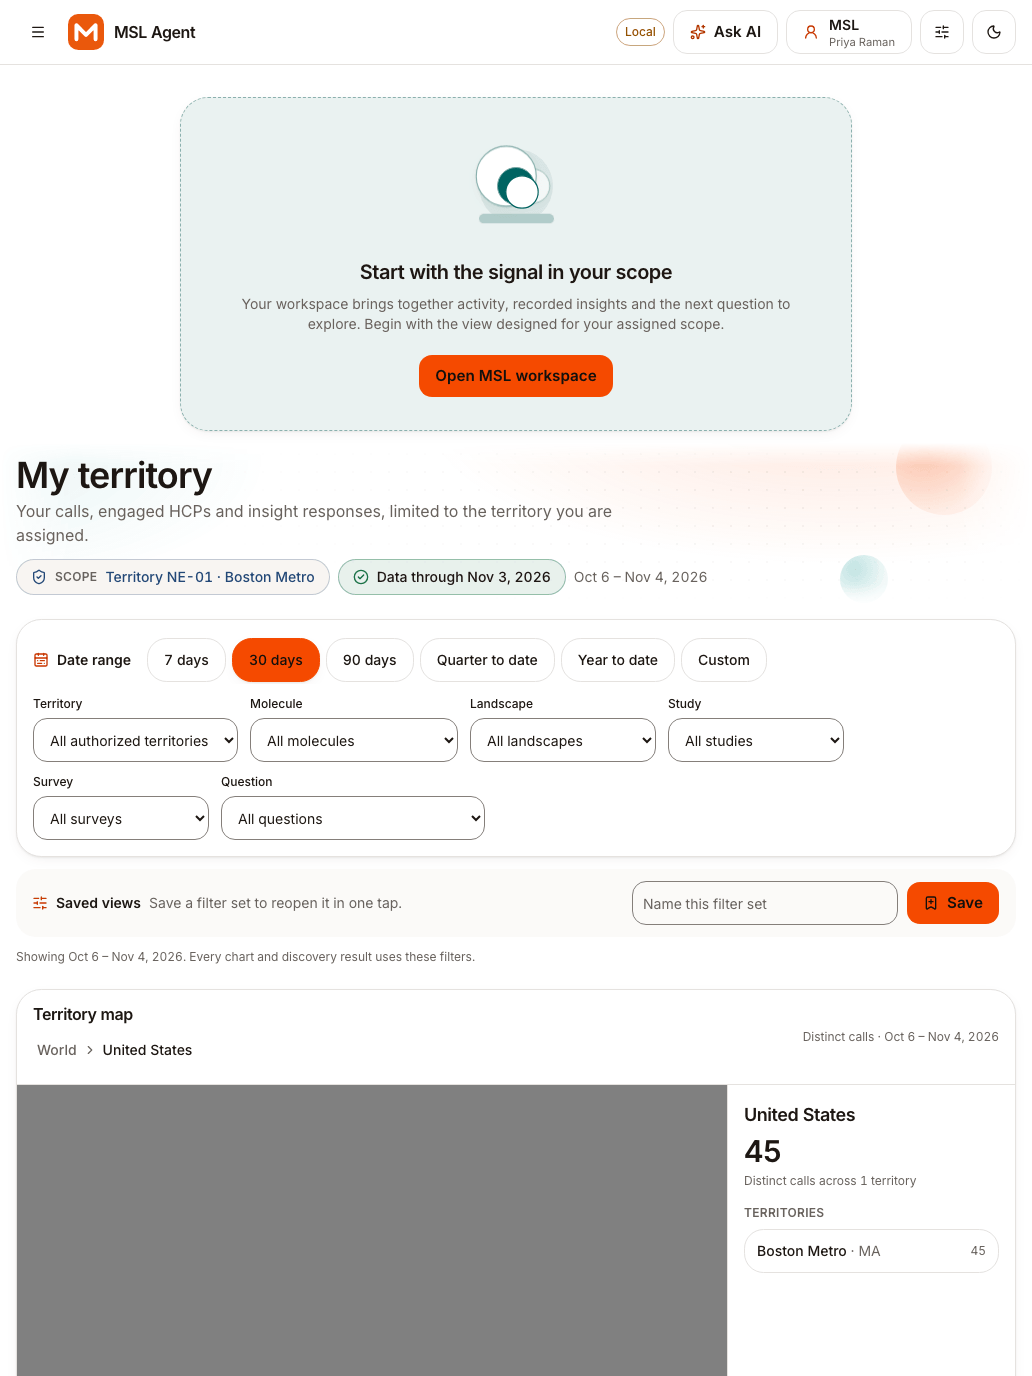 MSL Agent
Local
Ask AI
MSL
Priya Raman
Start with the signal in your scope
Your workspace brings together activity, recorded insights and the next question to
explore. Begin with the view designed for your assigned scope.
Open MSL workspace
My territory
Your calls, engaged HCPs and insight responses, limited to the territory you are
assigned.
SCOPE Territory NE-01 · Boston Metro
Data through Nov 3, 2026
Oct 6 – Nov 4, 2026
Date range
7 days
30 days
90 days
Quarter to date
Year to date
Custom
Territory
Molecule
Landscape
Study
All authorized territories
All molecules
All landscapes
All studies
Survey
Question
All surveys
All questions
Saved views Save a filter set to reopen it in one tap.
Name this filter set
Save
Showing Oct 6 – Nov 4, 2026. Every chart and discovery result uses these filters.
Territory map
World > United States
Distinct calls · Oct 6 – Nov 4, 2026
United States
45
Distinct calls across 1 territory
TERRITORIES
Boston Metro · MA 45